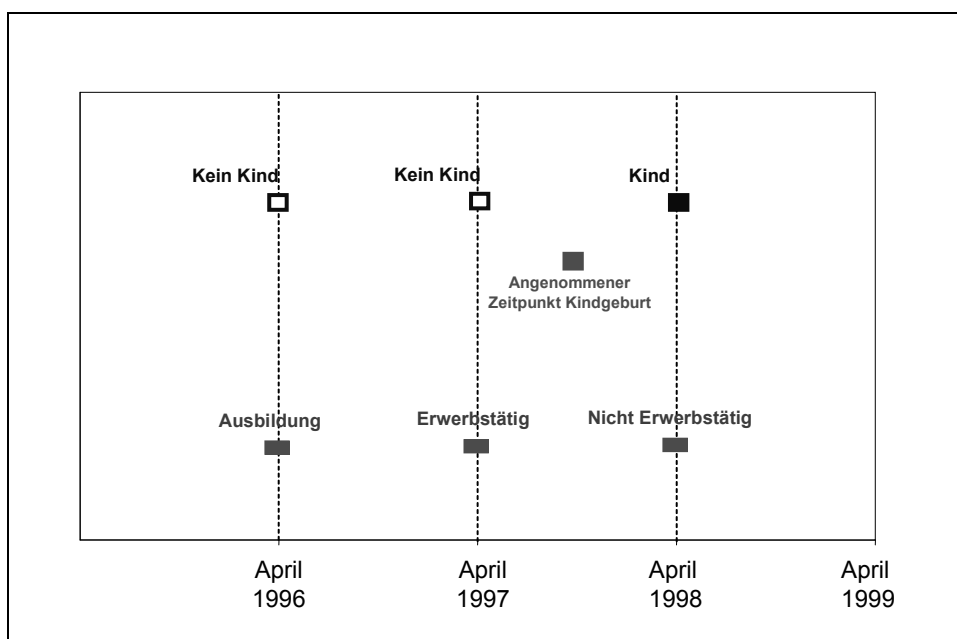 Kein Kind
Kein Kind
Kind
Angenommener
Zeitpunkt Kindgeburt
Ausbildung
Erwerbstätig
Nicht Erwerbstätig
April
1996
April
1997
April
1998
April
1999